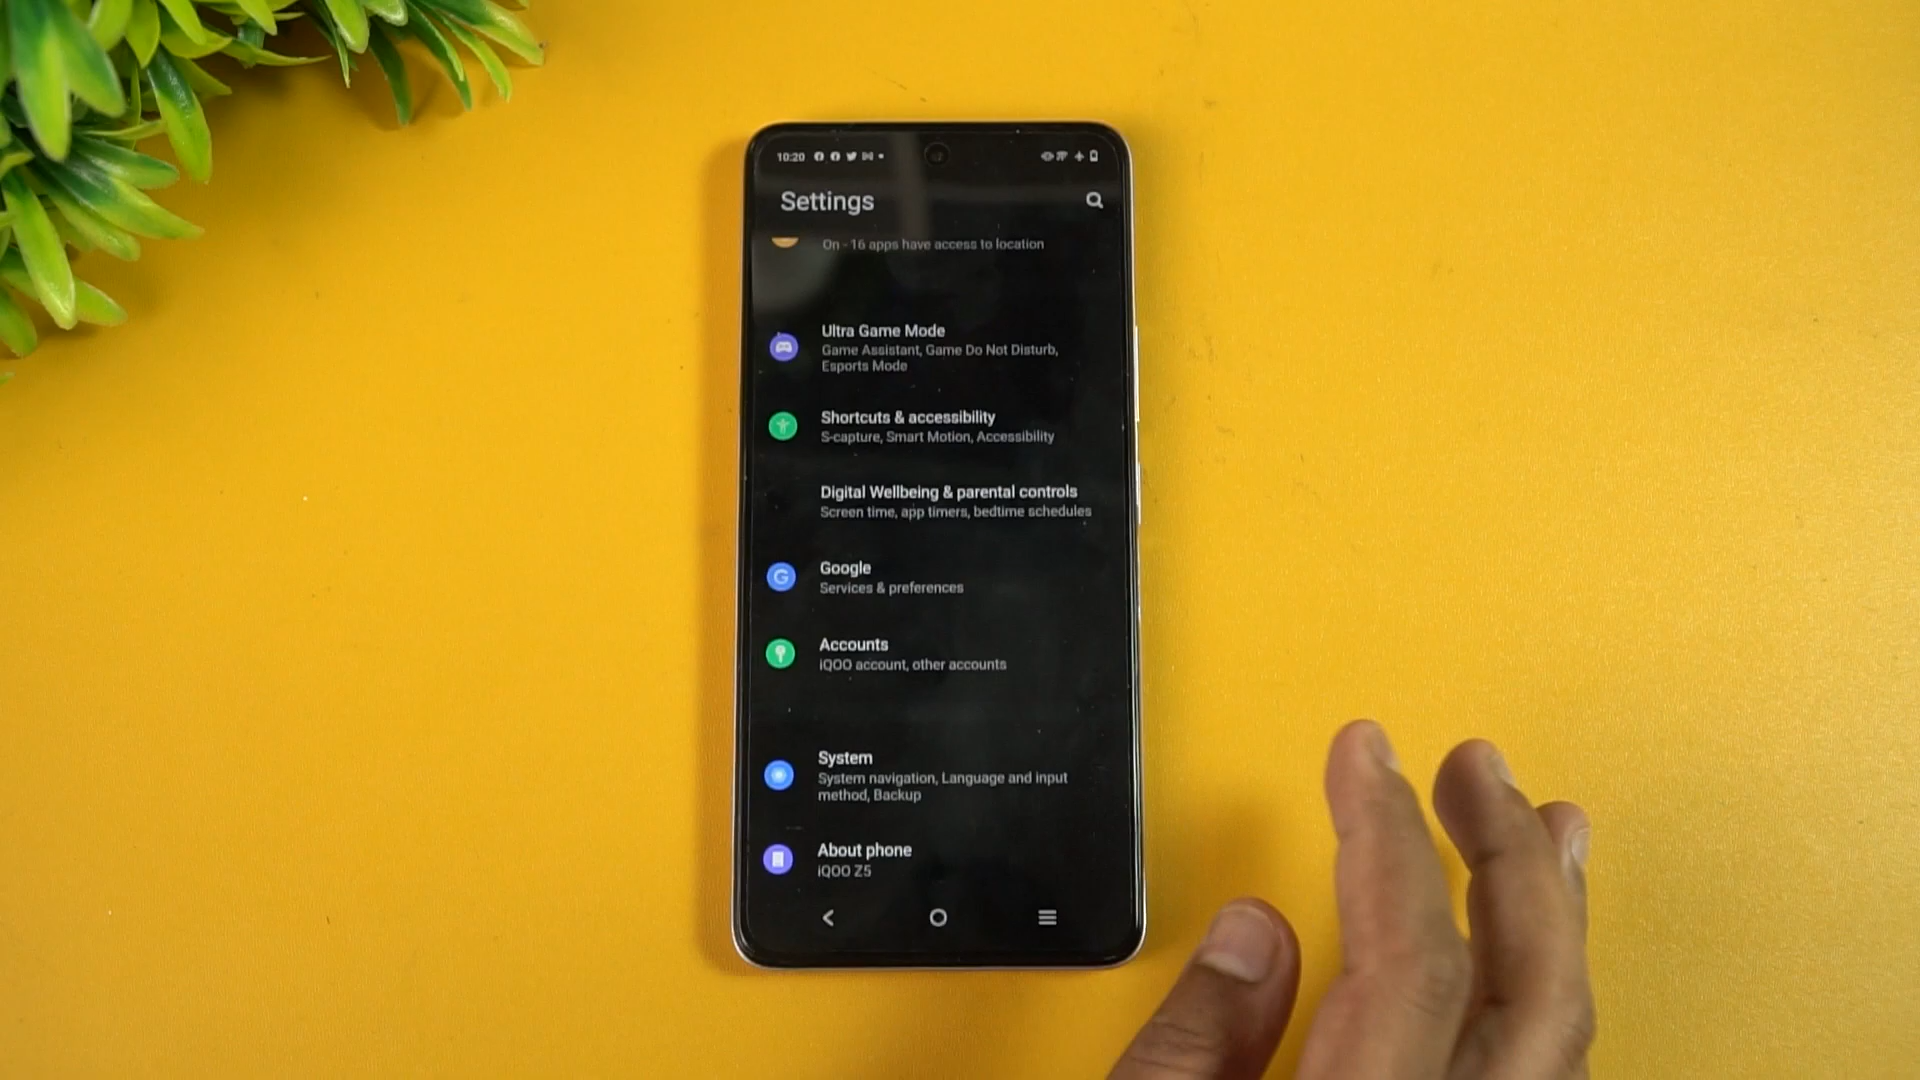 10:20
Settings
On - 16 apps have access to location
Ultra Game Mode
Game Assistant, Game Do Not Disturb,
Esports Mode
Shortcuts & accessibility
S-capture, Smart Motion, Accessibility
Digital Wellbeing & parental controls
Screen time, app timers, bedtime schedules
Google
Services & preferences
Accounts
iQOO account, other accounts
System
System navigation, Language and input
method, Backup
About phone
iQOO Z5